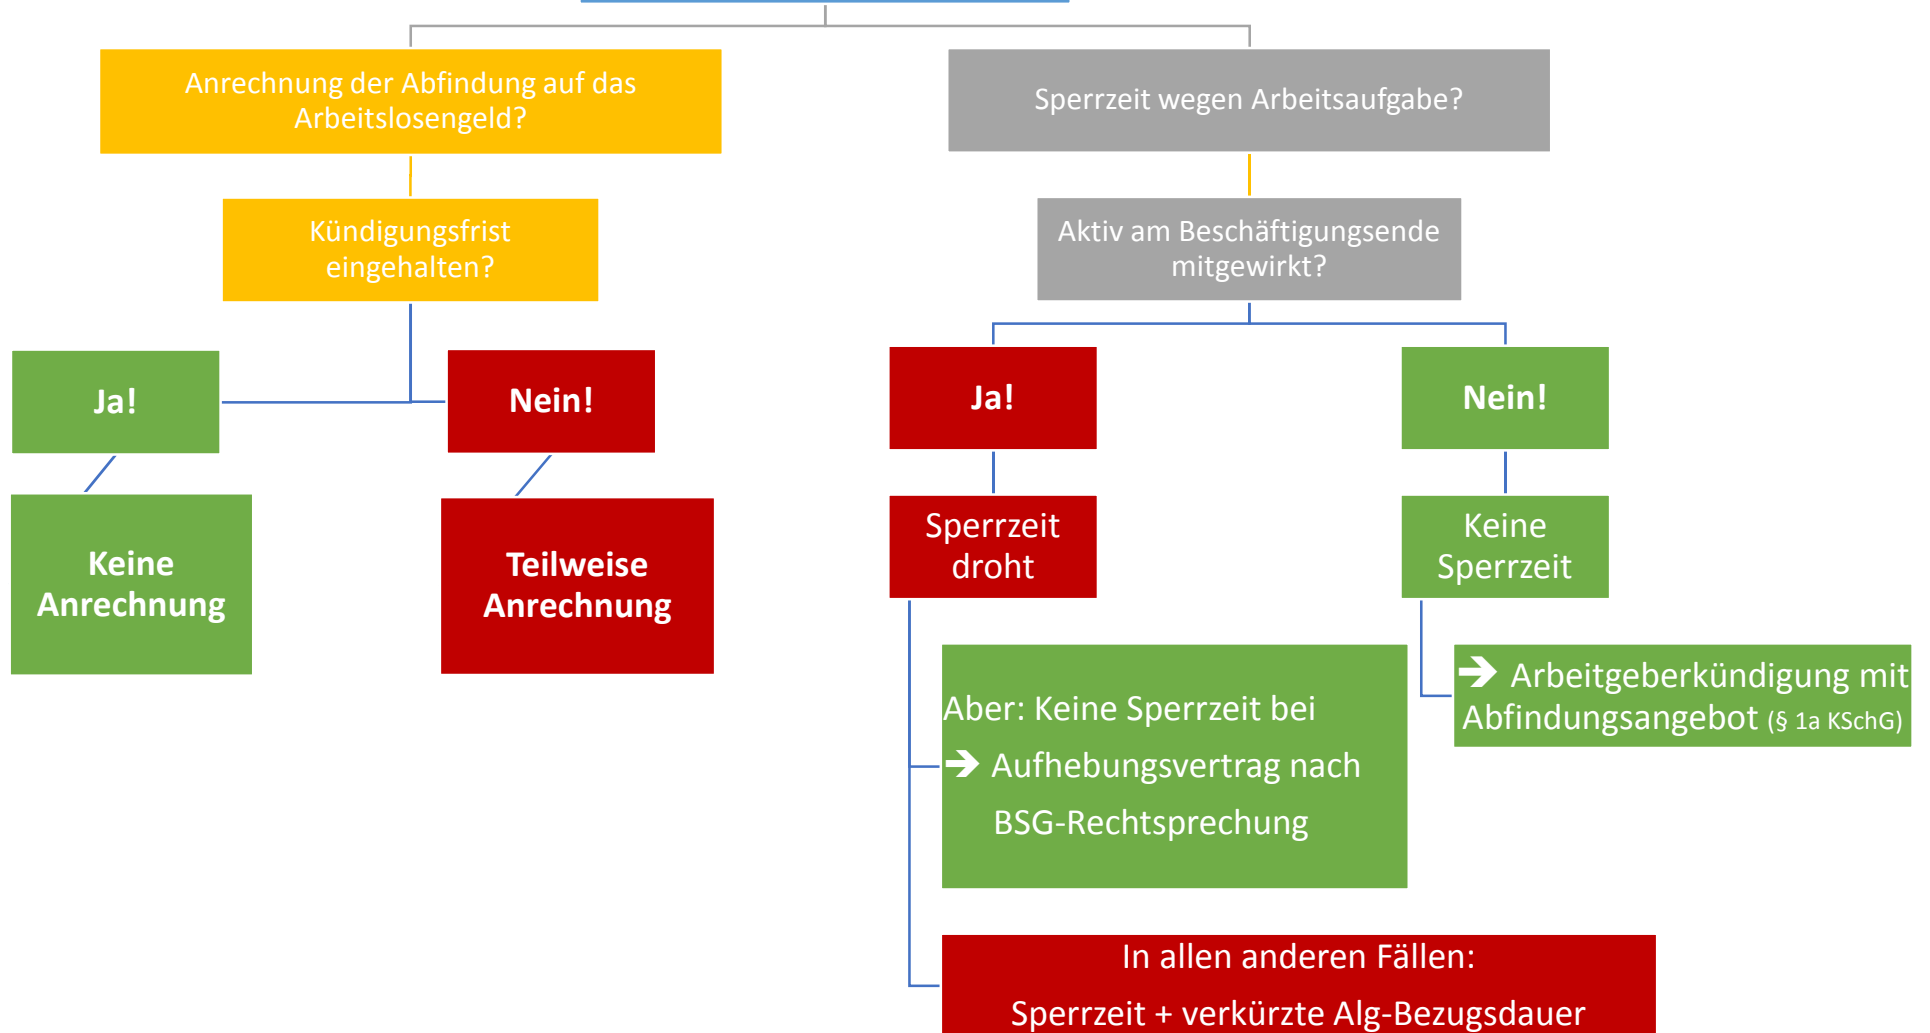 Anrechnung der Abfindung auf das
Arbeitslosengeld?
Kündigungsfrist
eingehalten?
Ja!
Nein!
Keine
Anrechnung
Teilweise
Anrechnung
Sperrzeit wegen Arbeitsaufgabe?
Aktiv am Beschäftigungsende
mitgewirkt?
Ja!
Nein!
Sperrzeit
droht
Keine
Sperrzeit
Aber: Keine Sperrzeit bei
➔ Aufhebungsvertrag nach
BSG-Rechtsprechung
➔ Arbeitgeberkündigung mit
Abfindungsangebot (§ 1a KSchG)
In allen anderen Fällen:
Sperrzeit + verkürzte Alg-Bezugsdauer